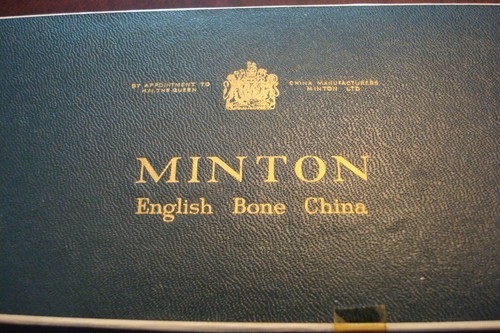 BY APPOINTMENT TO
H.M. THE QUEEN
CHINA MANUFACTURERS
MINTON LTD
MINTON
English Bone China